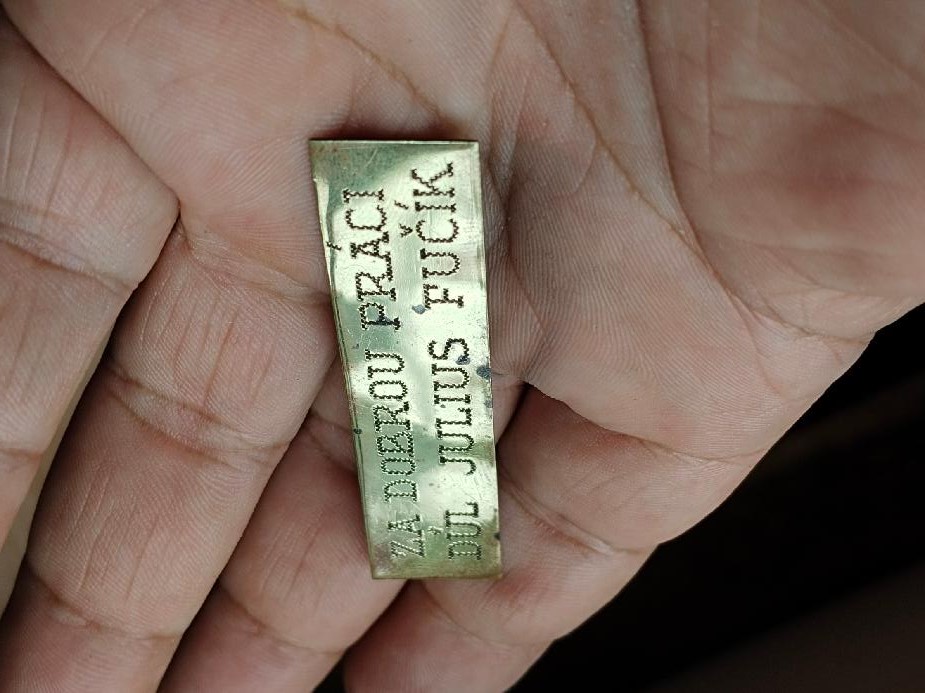 ZA DOBROU PRÁCI
DŮL JULIUS FUČÍK